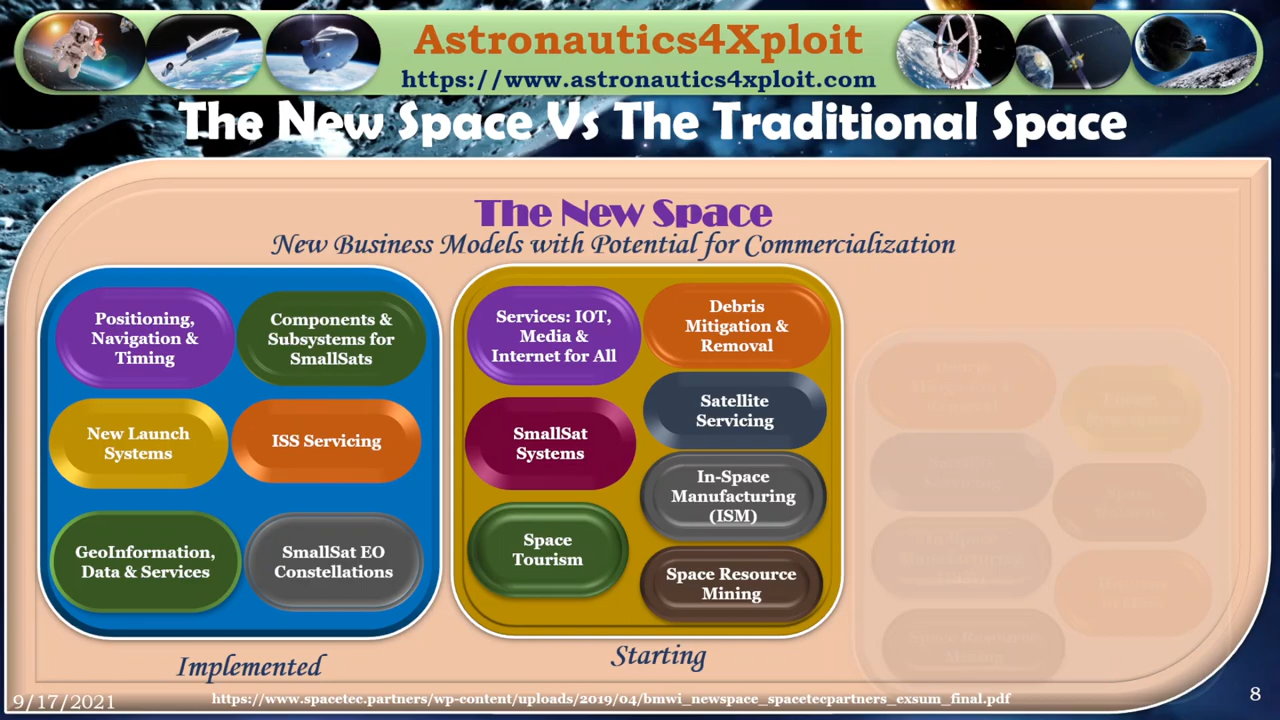 Astronautics4Xploit
https://www.astronautics4xploit.com
The New Space Vs The Traditional Space
The New Space
New Business Models with Potential for Commercialization
Positioning,
Navigation &
Timing
Components &
Subsystems for
SmallSats
New Launch
Systems
ISS Servicing
GeoInformation,
Data & Services
SmallSat EO
Constellations
Implemented
Services: IOT,
Media &
Internet for All
Debris
Mitigation &
Removal
SmallSat
Systems
Satellite
Servicing
In-Space
Manufacturing
(ISM)
Space
Tourism
Space Resource
Mining
Starting
9/17/2021
https://www.spacetec.partners/wp-content/uploads/2019/04/bmwi_newspace_spacetecpartners_exsum_final.pdf
8